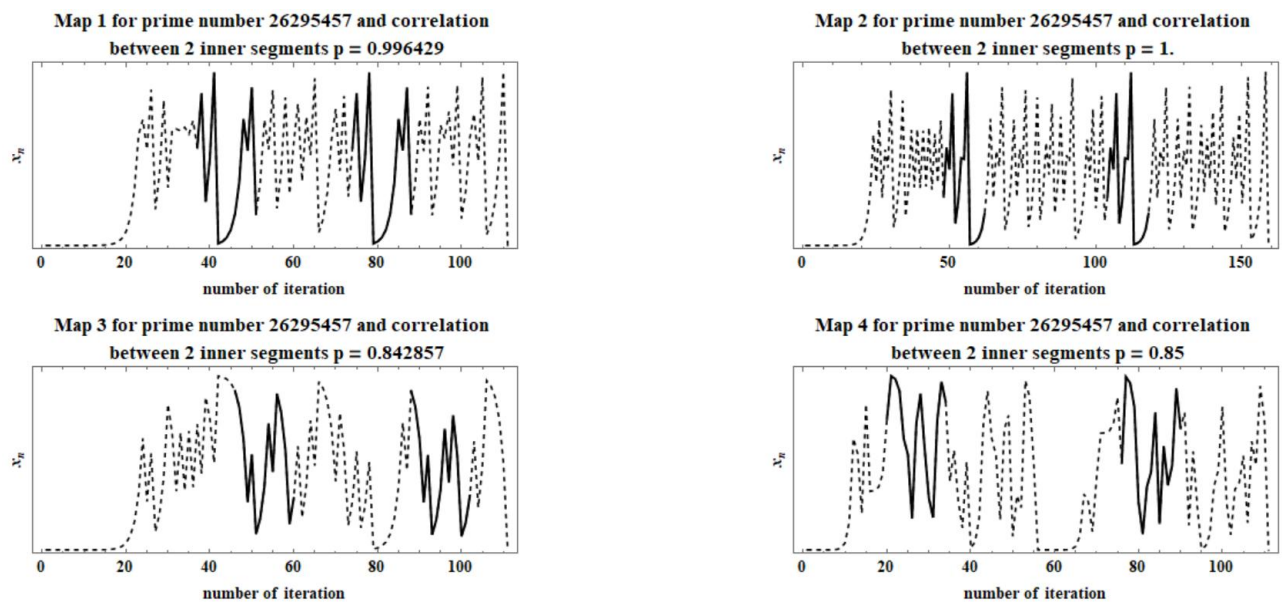 Map 1 for prime number 26295457 and correlation
between 2 inner segments p = 0.996429
xn
0 20 40 60 80 100
number of iteration
Map 2 for prime number 26295457 and correlation
between 2 inner segments p = 1.
xn
0 50 100 150
number of iteration
Map 3 for prime number 26295457 and correlation
between 2 inner segments p = 0.842857
xn
0 20 40 60 80 100
number of iteration
Map 4 for prime number 26295457 and correlation
between 2 inner segments p = 0.85
xn
0 20 40 60 80 100
number of iteration